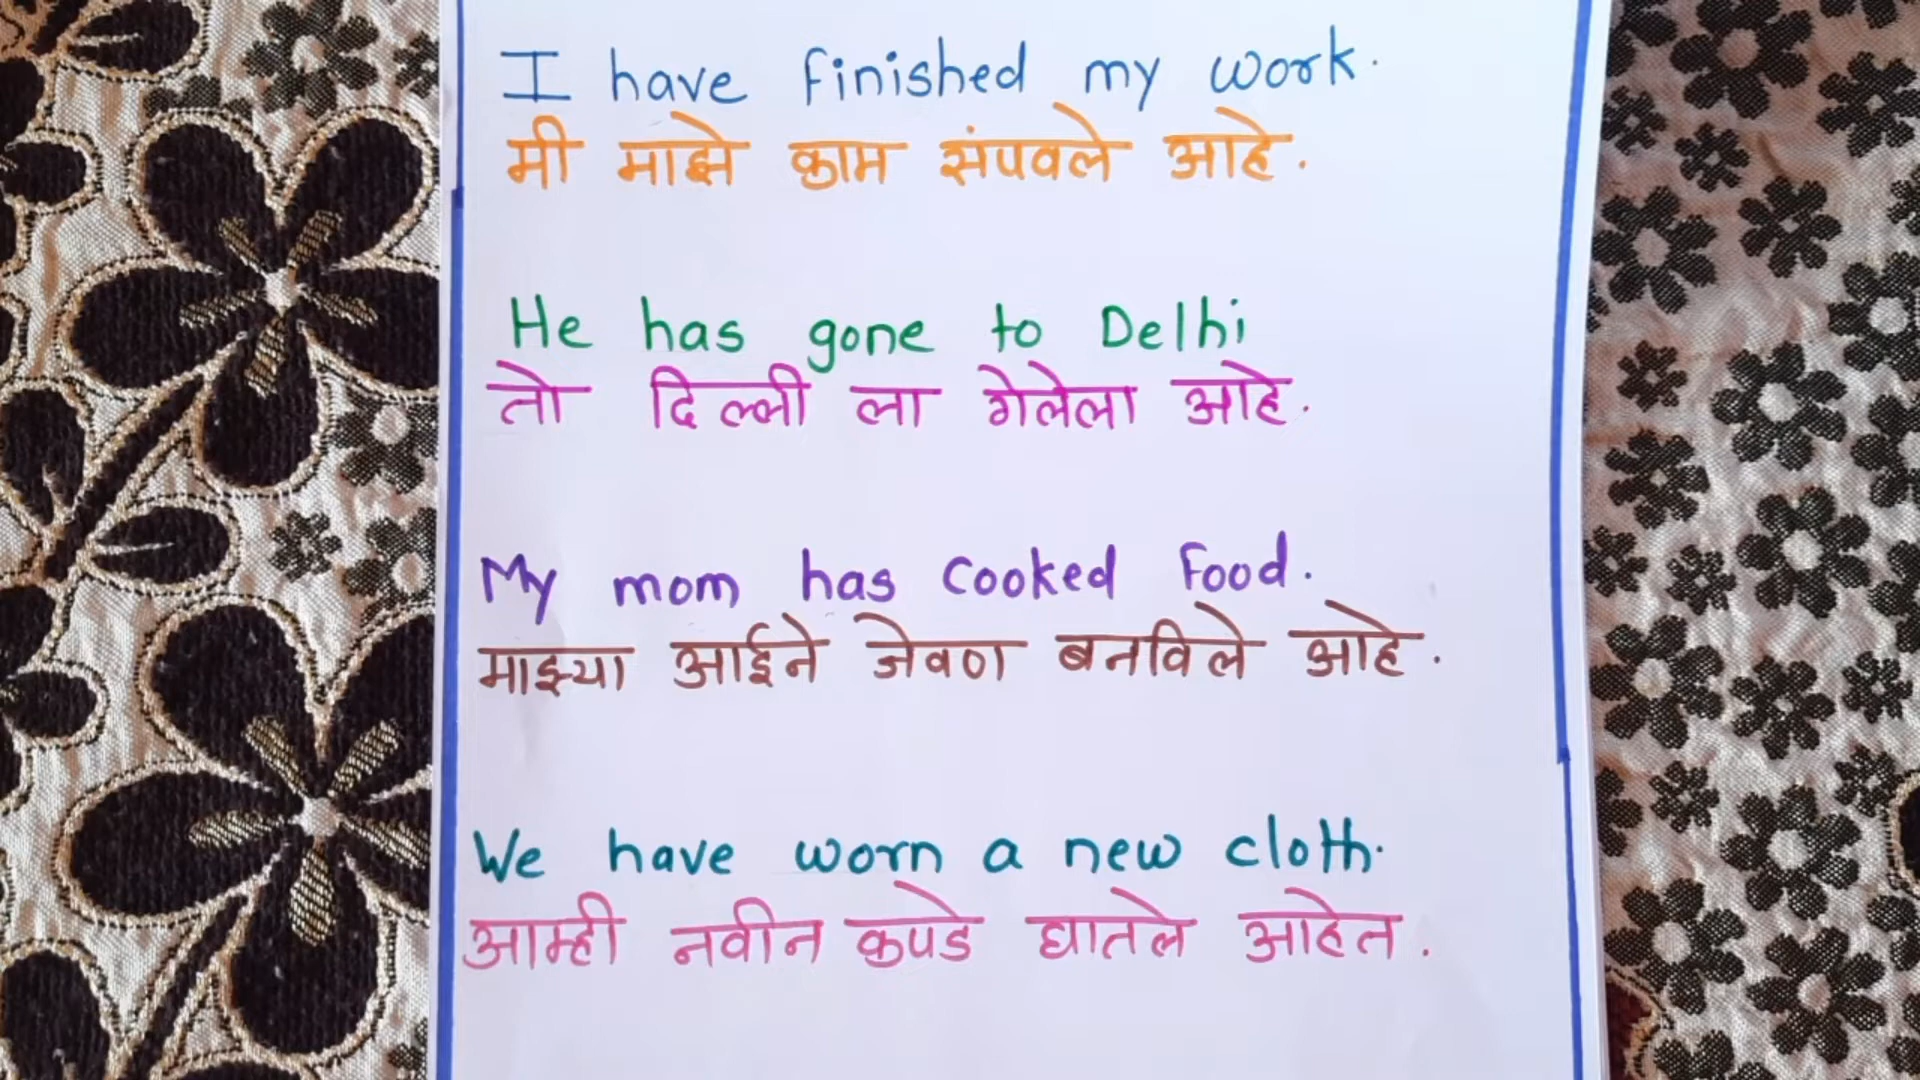 I have finished my work.
मी माझे काम संपवले आहे.
He has gone to Delhi
तो दिल्ली ला गेलेला आहे.
My mom has cooked food.
माझ्या आईने जेवण बनविले आहे.
We have worn a new cloth.
आम्ही नवीन कपडे घातले आहेत.